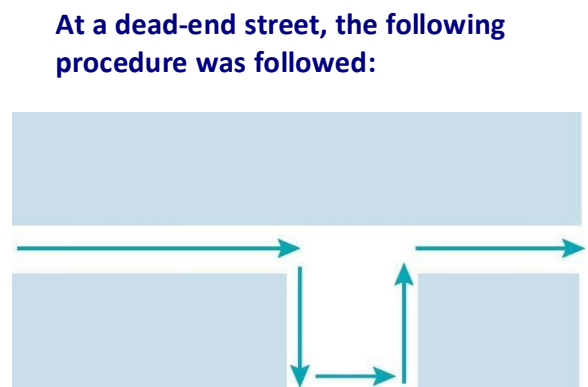 At a dead-end street, the following
procedure was followed: